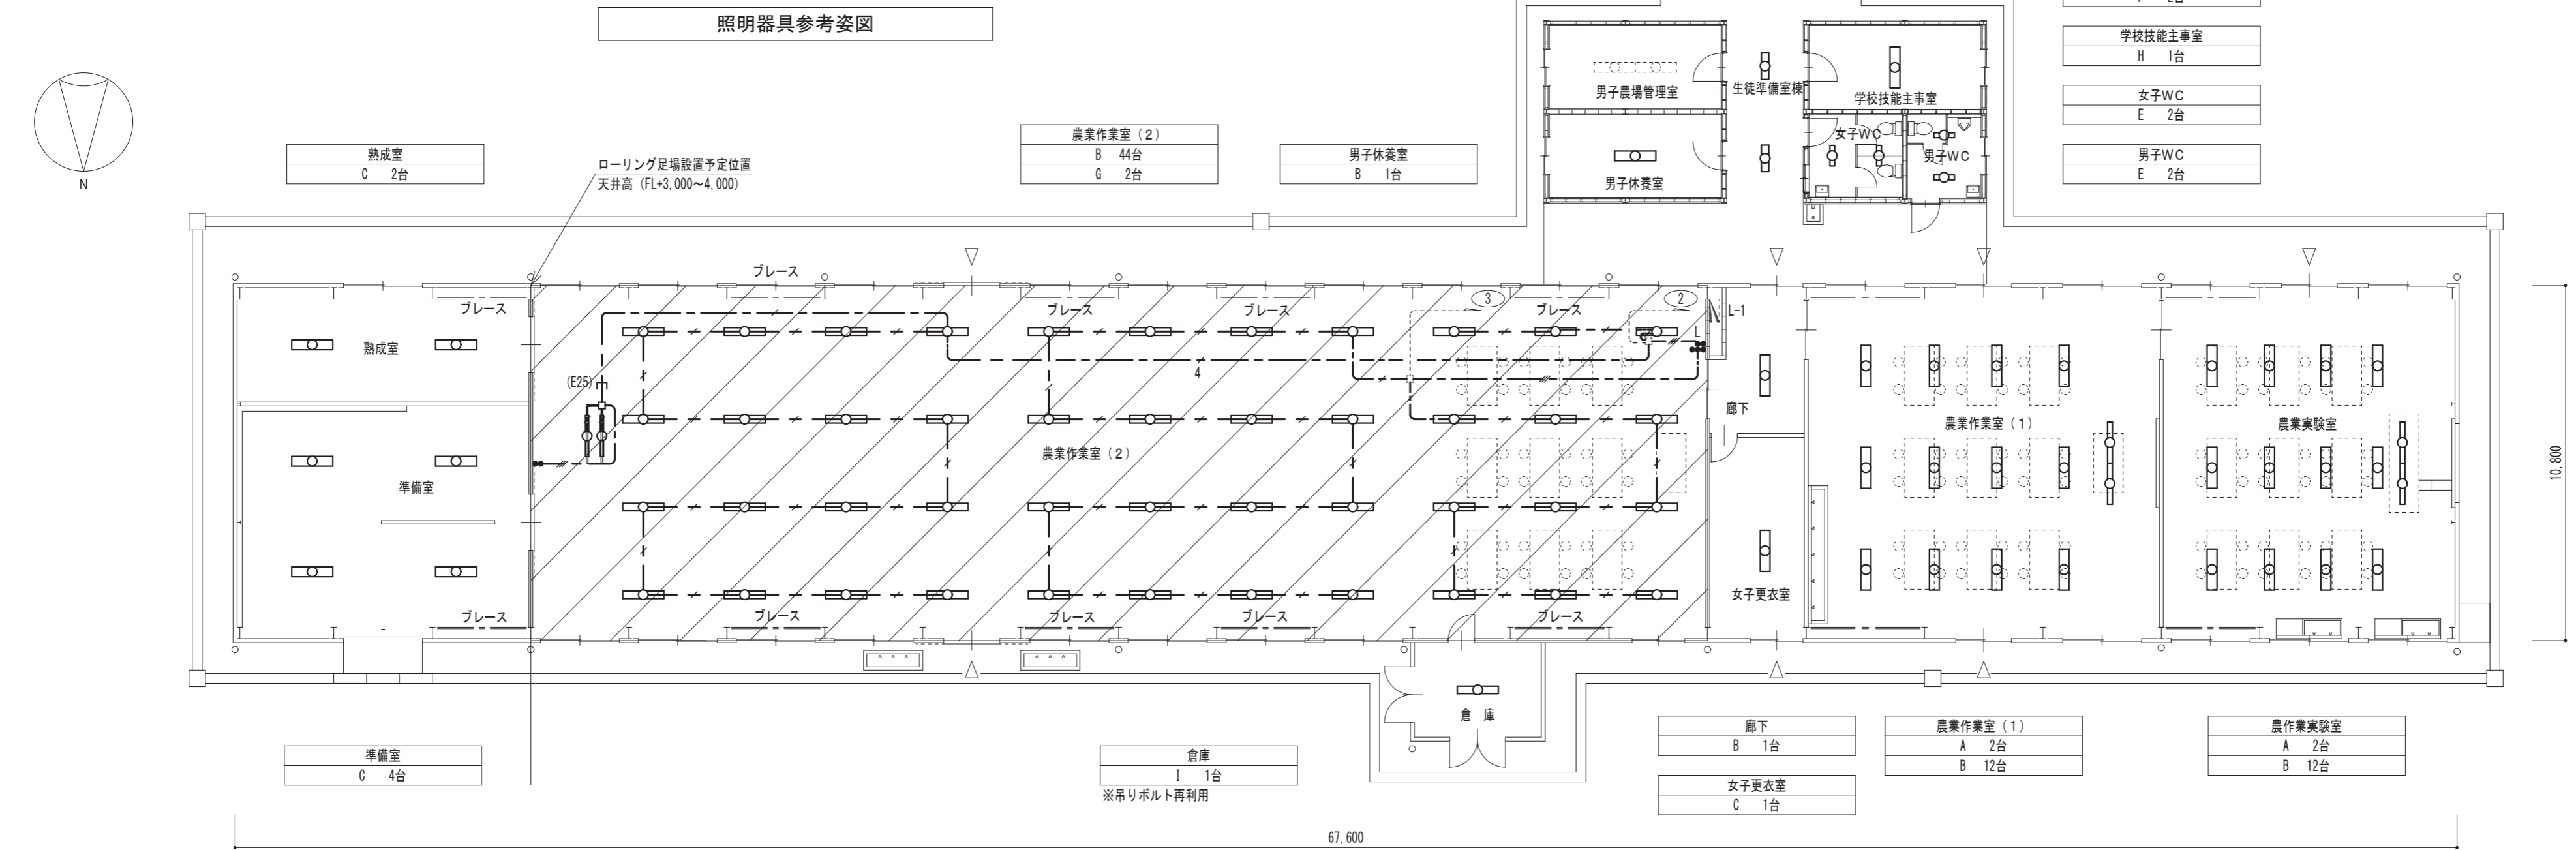 照明器具参考姿図
学校技能主事室
H 1台
女子WC
E 2台
男子WC
E 2台
男子農場管理室
生徒準備室棟
学校技能主事室
男子休養室
女子WC
男子WC
N
熟成室
C 2台
ローリング足場設置予定位置
天井高（FL+3,000～4,000）
農業作業室（2）
B 44台
G 2台
男子休養室
B 1台
ブレース
ブレース
ブレース
ブレース
ブレース
3
2
L-1
L
熟成室
(E25)
4
準備室
農業作業室（2）
廊下
農業作業室（1）
農業実験室
10,800
女子更衣室
ブレース
ブレース
ブレース
ブレース
ブレース
倉 庫
準備室
C 4台
倉庫
I 1台
※吊りボルト再利用
廊下
B 1台
女子更衣室
C 1台
農業作業室（1）
A 2台
B 12台
農作業実験室
A 2台
B 12台
67,600